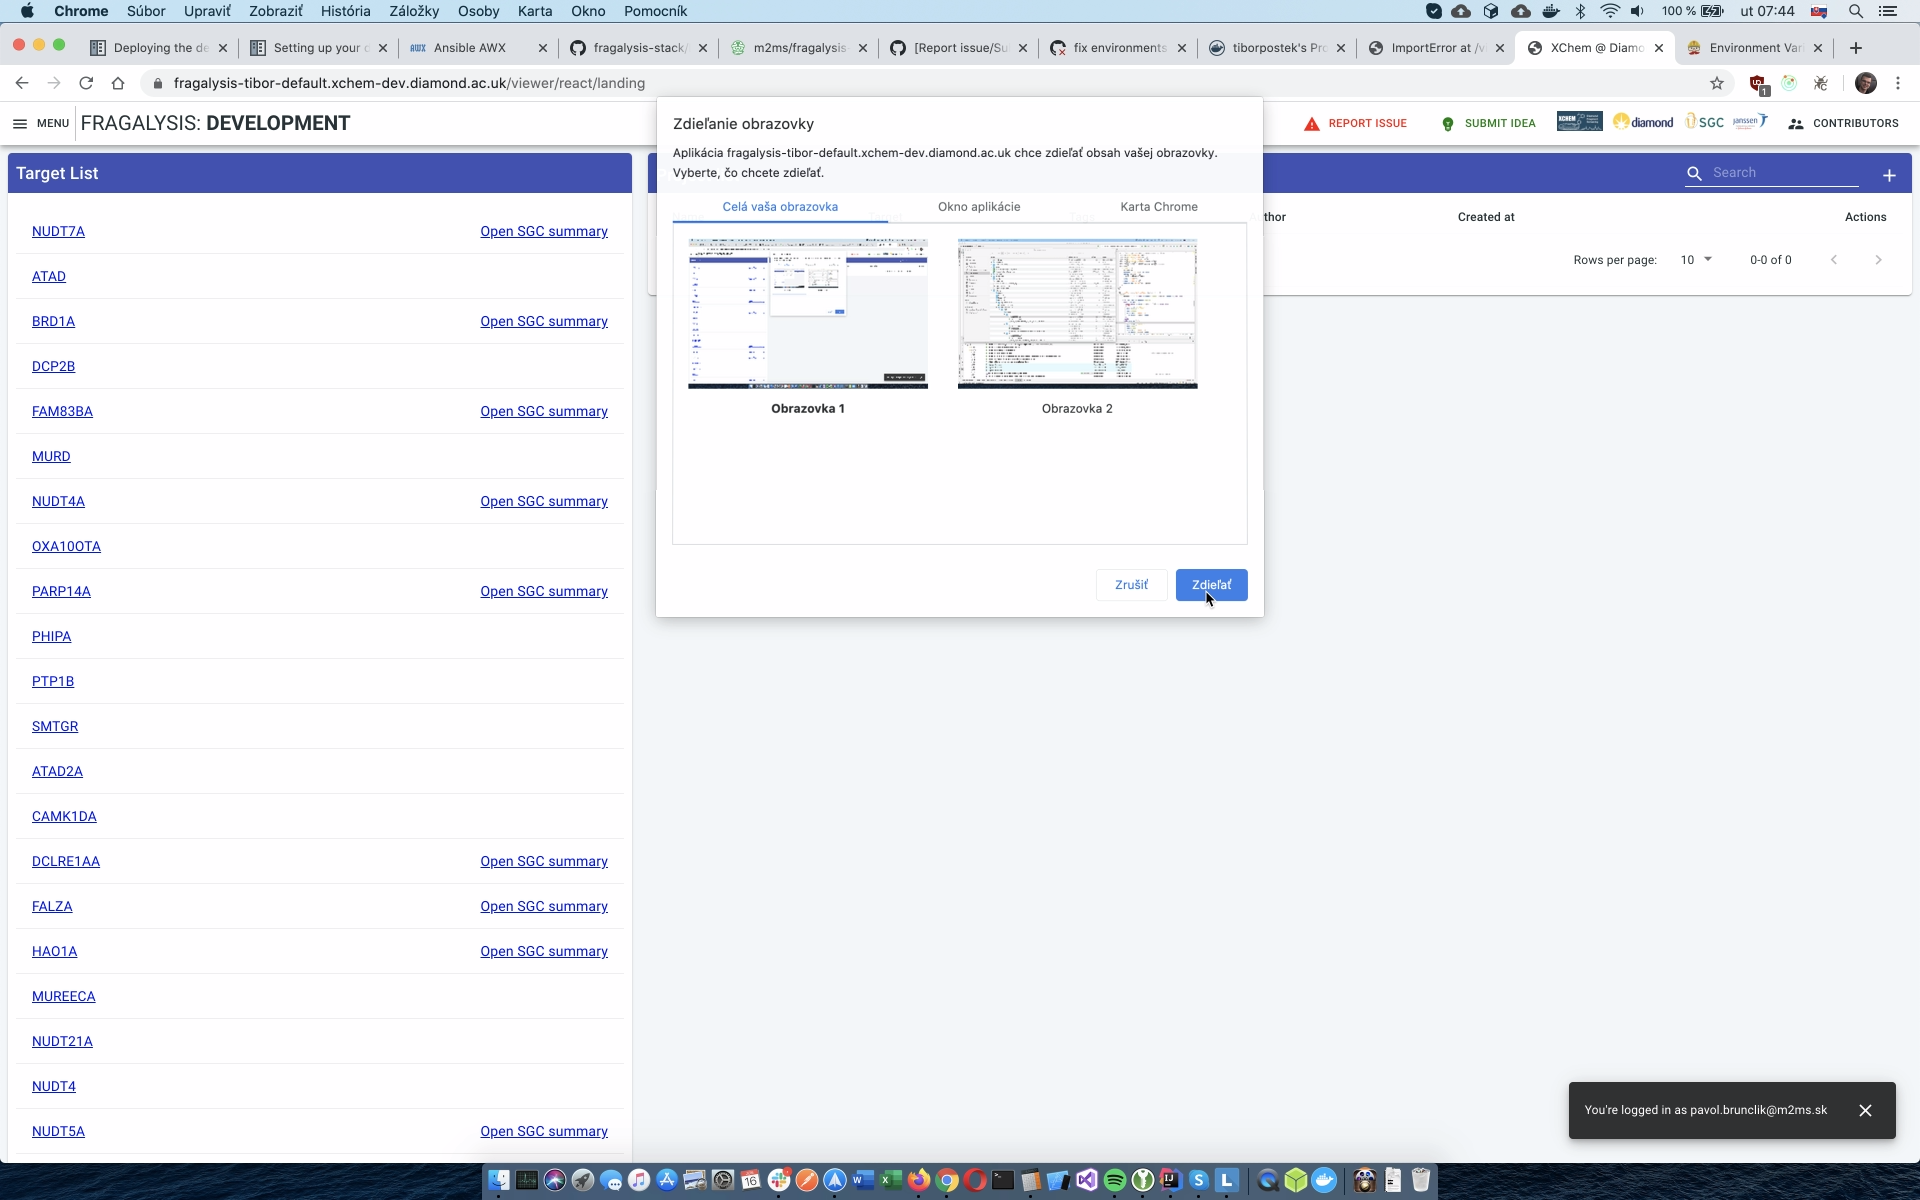 Chrome Súbor Upraviť Zobraziť História Záložky Osoby Karta Okno Pomocník 100 % ut 07:44
Deploying the de Setting up your d AWX Ansible AWX fragalysis-stack/ m2ms/fragalysis- [Report issue/Su fix environments tiborpostek's Pro ImportError at /v XChem @ Diamo Environment Vari
fragalysis-tibor-default.xchem-dev.diamond.ac.uk/viewer/react/landing
1
MENU FRAGALYSIS: DEVELOPMENT
REPORT ISSUE SUBMIT IDEA XCHEM diamond SGC janssen CONTRIBUTORS
Target List
Search
thor Created at Actions
Rows per page: 10 0-0 of 0
NUDT7A Open SGC summary
ATAD
BRD1A Open SGC summary
DCP2B
FAM83BA Open SGC summary
MURD
NUDT4A Open SGC summary
OXA10OTA
PARP14A Open SGC summary
PHIPA
PTP1B
SMTGR
ATAD2A
CAMK1DA
DCLRE1AA Open SGC summary
FALZA Open SGC summary
HAO1A Open SGC summary
MUREECA
NUDT21A
NUDT4
NUDT5A Open SGC summary
Zdieľanie obrazovky
Aplikácia fragalysis-tibor-default.xchem-dev.diamond.ac.uk chce zdieľať obsah vašej obrazovky.
Vyberte, čo chcete zdieľať.
Celá vaša obrazovka Okno aplikácie Karta Chrome
Obrazovka 1 Obrazovka 2
Zrušiť Zdieľať
You're logged in as pavol.brunclik@m2ms.sk
16